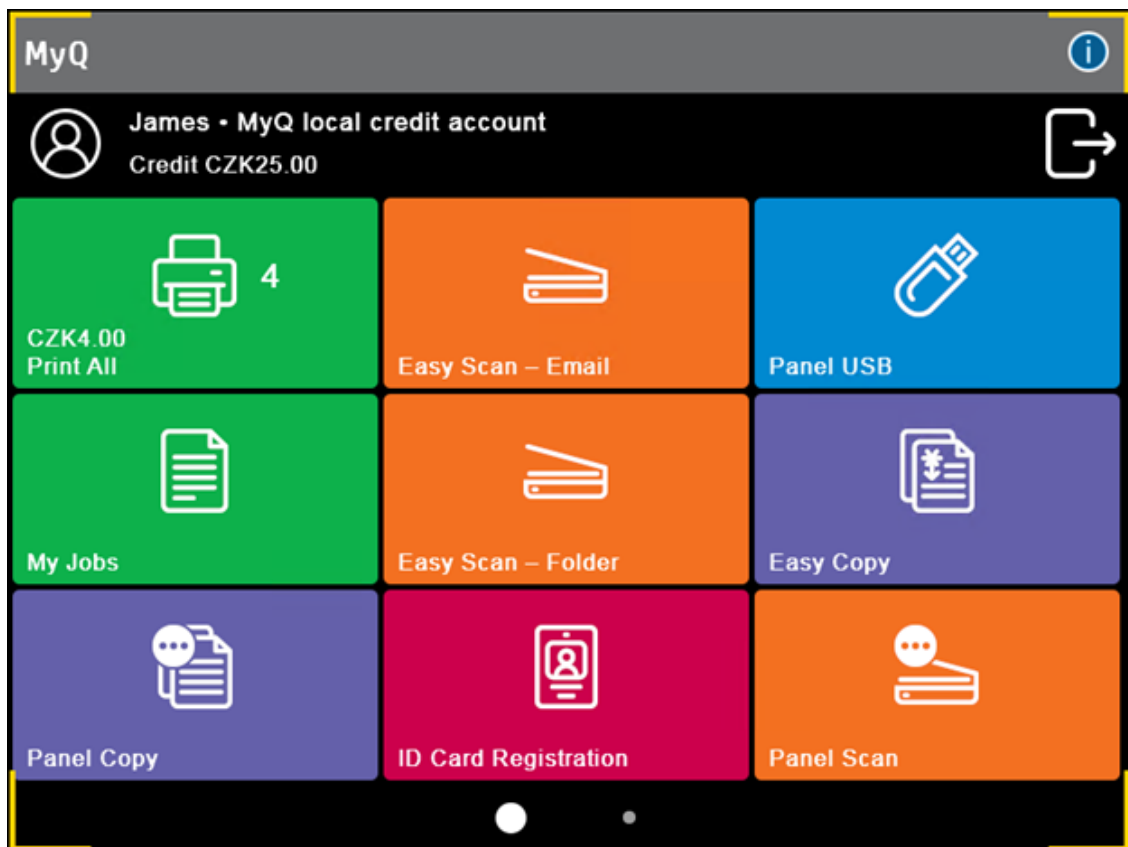 MyQ
James • MyQ local credit account
Credit CZK25.00
4
CZK4.00
Print All
Easy Scan – Email
Panel USB
My Jobs
Easy Scan – Folder
Easy Copy
Panel Copy
ID Card Registration
Panel Scan